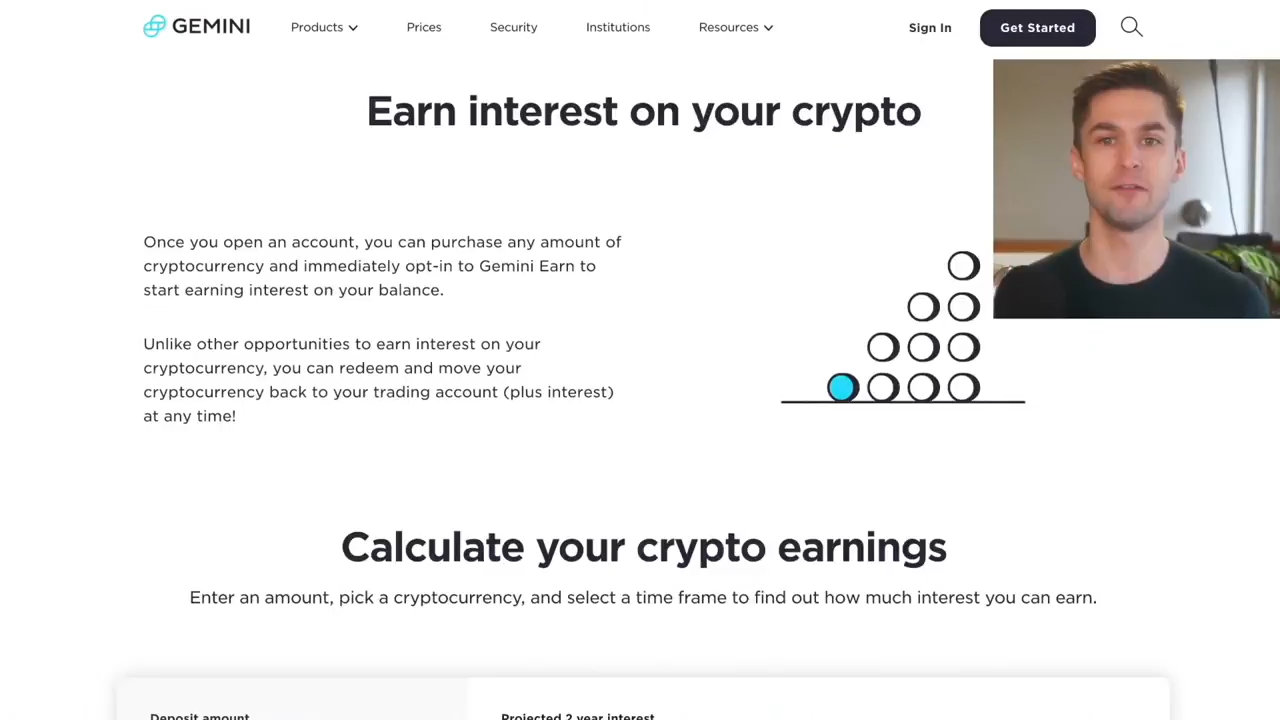 GEMINI Products Prices Security Institutions Resources Sign In Get Started
Earn interest on your crypto
Once you open an account, you can purchase any amount of
cryptocurrency and immediately opt-in to Gemini Earn to
start earning interest on your balance.
Unlike other opportunities to earn interest on your
cryptocurrency, you can redeem and move your
cryptocurrency back to your trading account (plus interest)
at any time!
Calculate your crypto earnings
Enter an amount, pick a cryptocurrency, and select a time frame to find out how much interest you can earn.
Deposit amount Projected 2 year interest